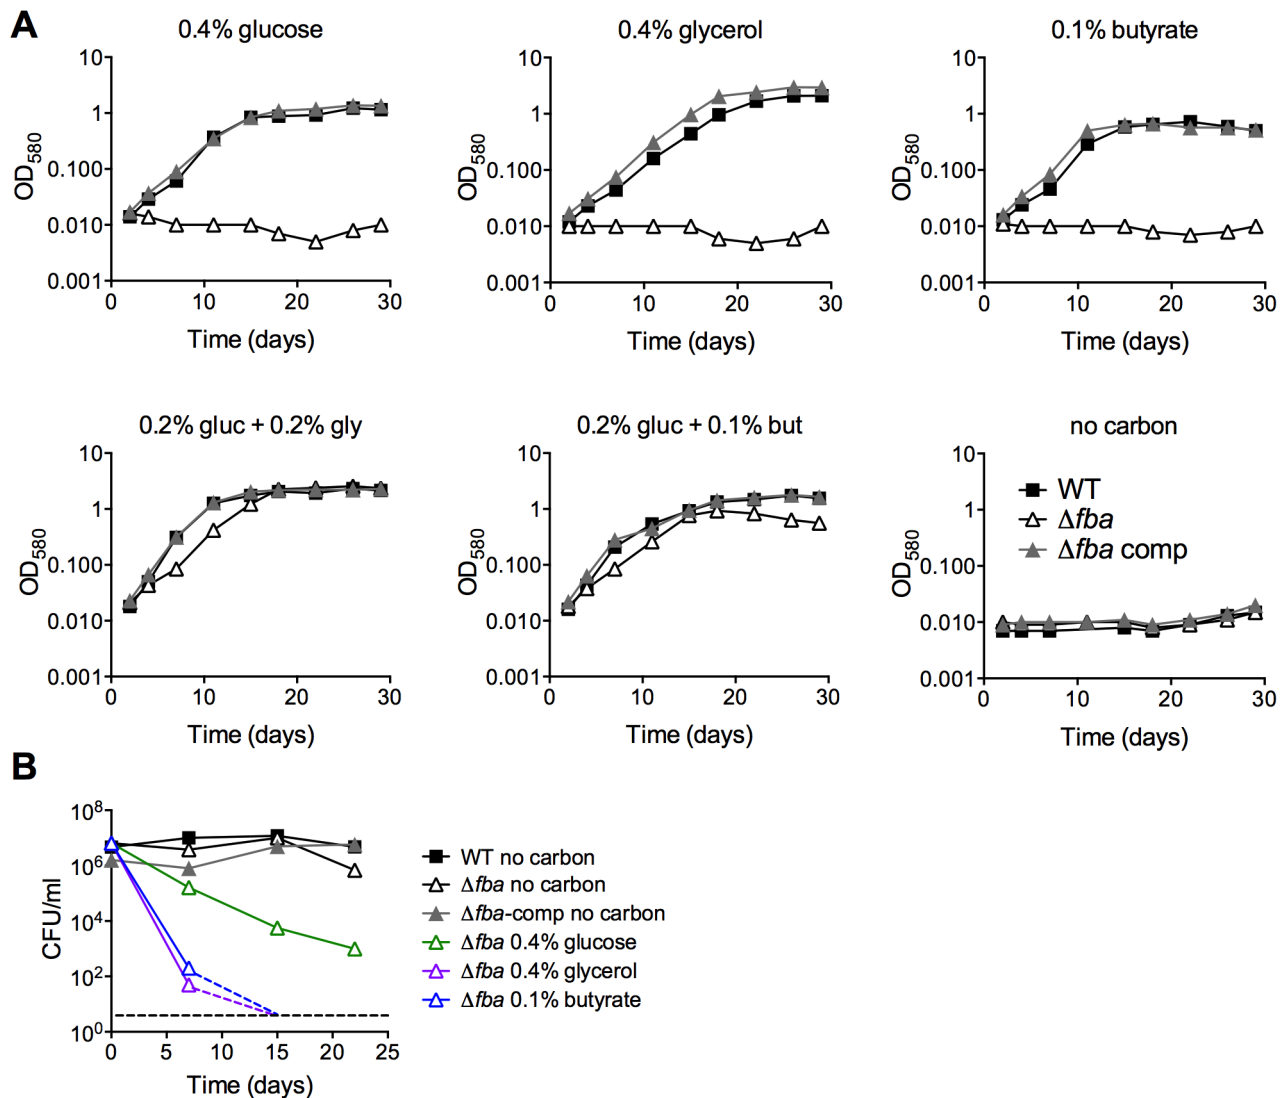 A
0.4% glucose
0.4% glycerol
0.1% butyrate
10
1
0.100
0.010
0.001
OD580
0 10 20 30
Time (days)
10
1
0.100
0.010
0.001
OD580
0 10 20 30
Time (days)
10
1
0.100
0.010
0.001
OD580
0 10 20 30
Time (days)
0.2% gluc + 0.2% gly
0.2% gluc + 0.1% but
no carbon
10
1
0.100
0.010
0.001
OD580
0 10 20 30
Time (days)
10
1
0.100
0.010
0.001
OD580
0 10 20 30
Time (days)
10
1
0.100
0.010
0.001
OD580
WT
Δfba
Δfba comp
0 10 20 30
Time (days)
B
10^8
10^6
10^4
10^2
10^0
CFU/ml
0 5 10 15 20 25
Time (days)
WT no carbon
Δfba no carbon
Δfba-comp no carbon
Δfba 0.4% glucose
Δfba 0.4% glycerol
Δfba 0.1% butyrate